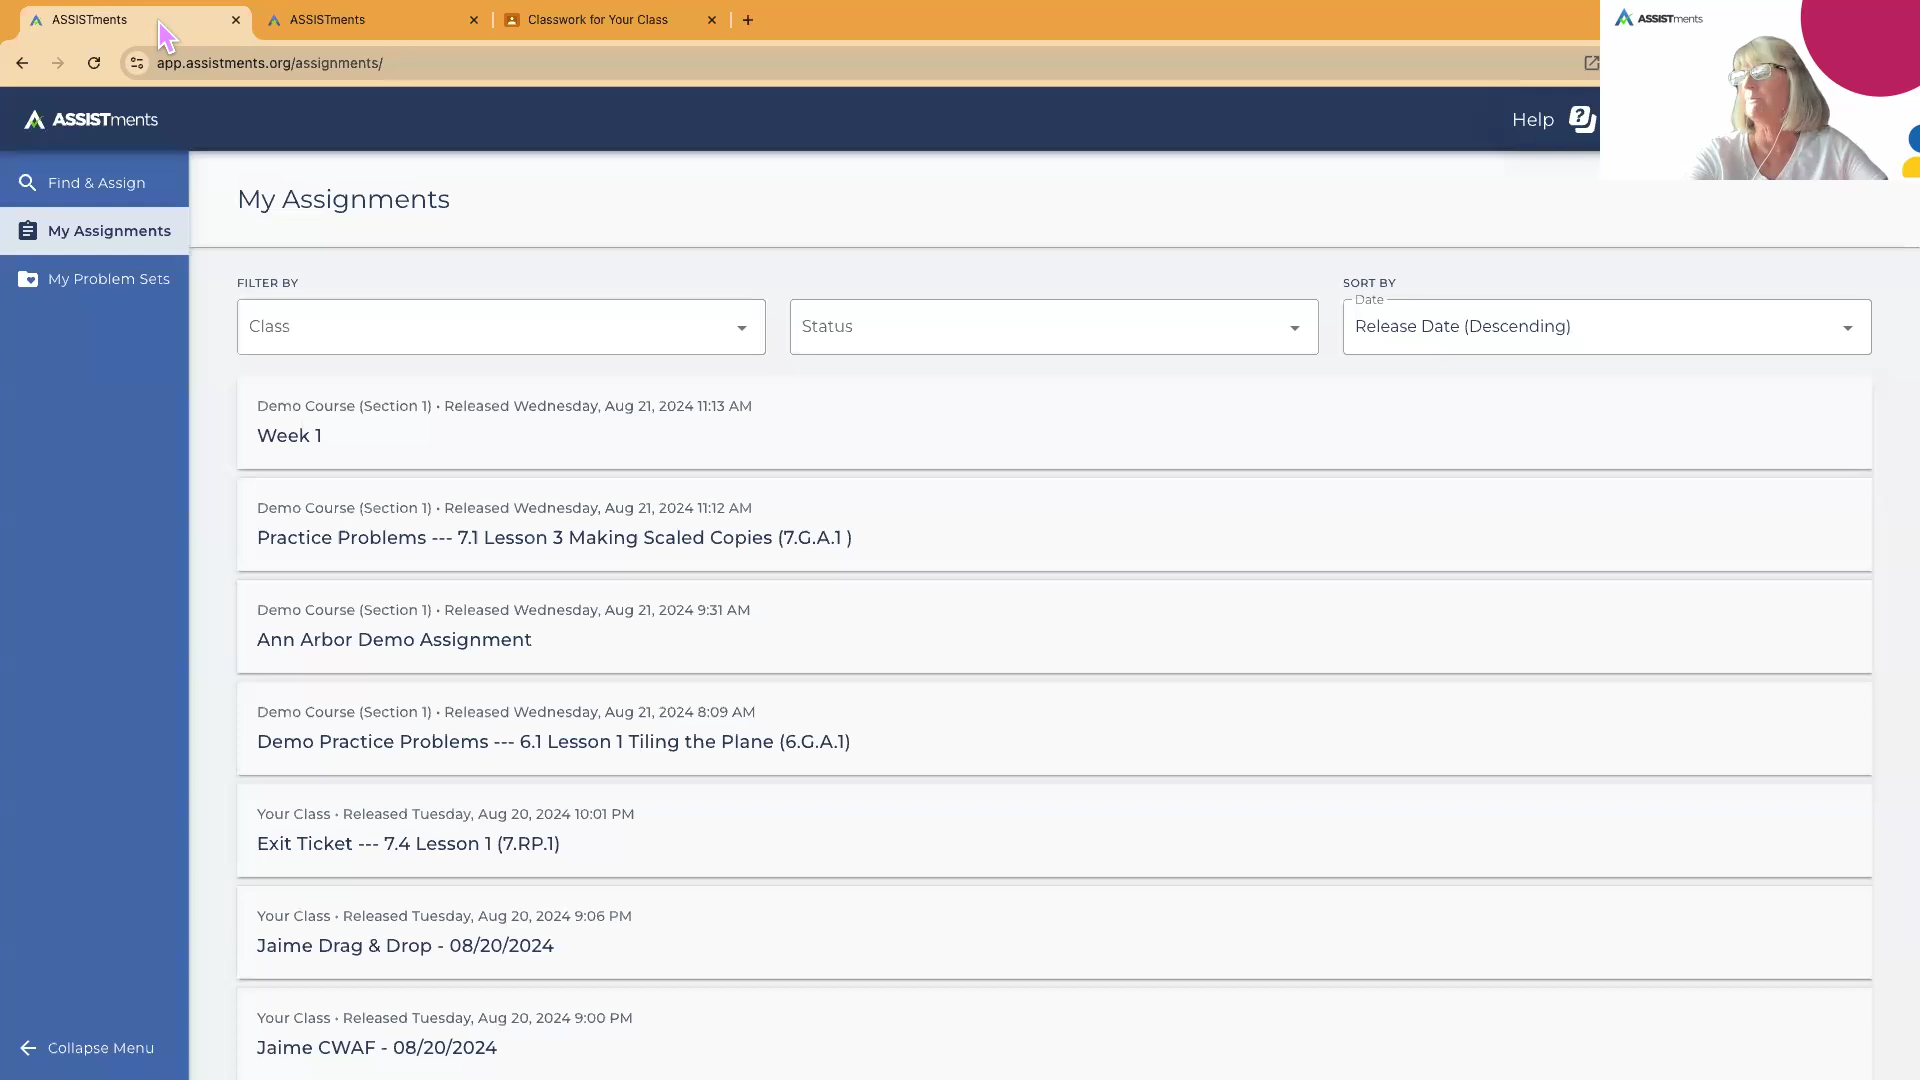 ASSISTments
ASSISTments
Classwork for Your Class
app.assistments.org/assignments/
ASSISTments
ASSISTments
Help
Find & Assign
My Assignments
My Problem Sets
Collapse Menu
My Assignments
FILTER BY
Class
Status
SORT BY
Date
Release Date (Descending)
Demo Course (Section 1) • Released Wednesday, Aug 21, 2024 11:13 AM
Week 1
Demo Course (Section 1) • Released Wednesday, Aug 21, 2024 11:12 AM
Practice Problems --- 7.1 Lesson 3 Making Scaled Copies (7.G.A.1 )
Demo Course (Section 1) • Released Wednesday, Aug 21, 2024 9:31 AM
Ann Arbor Demo Assignment
Demo Course (Section 1) • Released Wednesday, Aug 21, 2024 8:09 AM
Demo Practice Problems --- 6.1 Lesson 1 Tiling the Plane (6.G.A.1)
Your Class • Released Tuesday, Aug 20, 2024 10:01 PM
Exit Ticket --- 7.4 Lesson 1 (7.RP.1)
Your Class • Released Tuesday, Aug 20, 2024 9:06 PM
Jaime Drag & Drop - 08/20/2024
Your Class • Released Tuesday, Aug 20, 2024 9:00 PM
Jaime CWAF - 08/20/2024